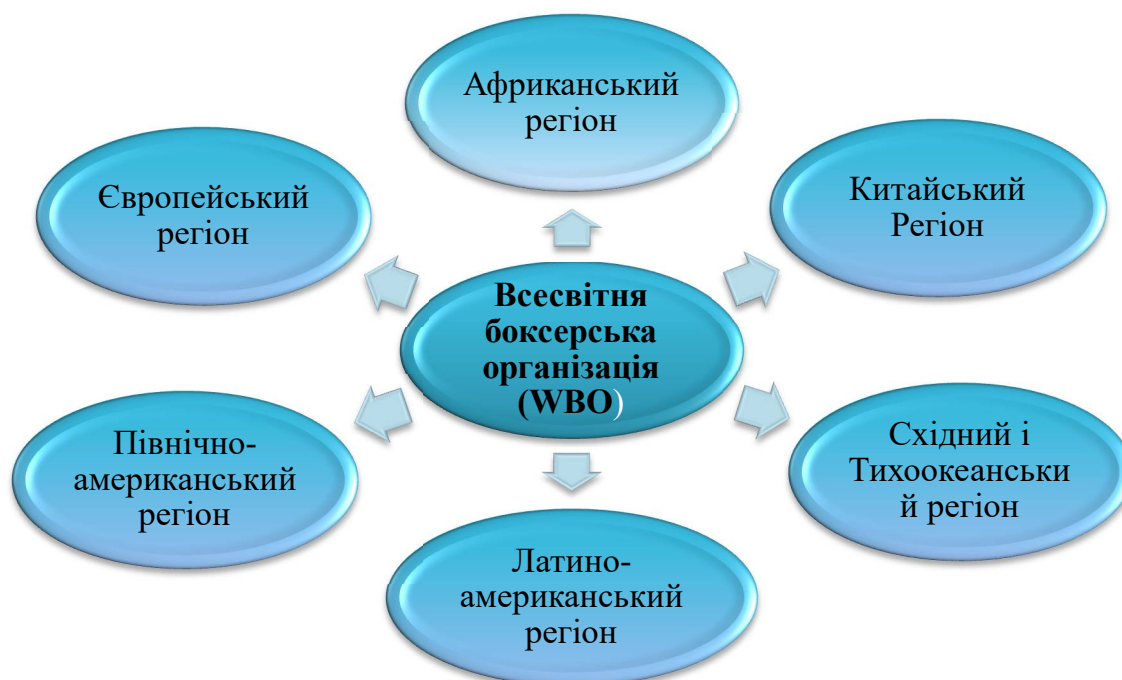 Африканський
регіон
Європейський
регіон
Китайський
Регіон
Всесвітня
боксерська
організація
(WBO)
Північно-
американський
регіон
Східний і
Тихоокеанськи
й регіон
Латино-
американський
регіон